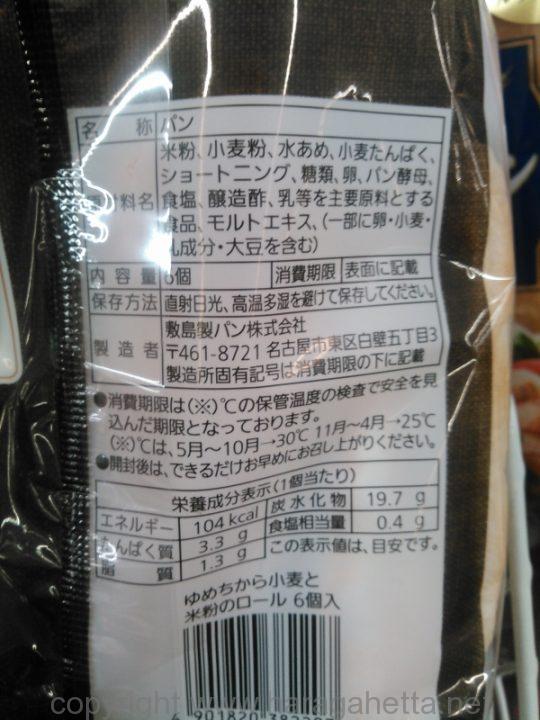 名 称 パン
米粉、小麦粉、水あめ、小麦たんぱく、
ショートニング、糖類、卵、パン酵母、
材料名 食塩、醸造酢、乳等を主要原料とする
食品、モルトエキス、(一部に卵・小麦・
乳成分・大豆を含む)
内容量 6個 消費期限 表面に記載
保存方法 直射日光、高温多湿を避けて保存してください。
敷島製パン株式会社
製造者 〒461-8721 名古屋市東区白壁五丁目3
製造所固有記号は消費期限の下に記載
●消費期限は(※)℃の保管温度の検査で安全を見
込んだ期限となっております。
(※)℃は、5月〜10月→30℃ 11月〜4月→25℃
●開封後は、できるだけお早めにお召し上がりください。
栄養成分表示(1個当たり)
エネルギー 104 kcal 炭水化物 19.7 g
たんぱく質 3.3 g 食塩相当量 0.4 g
脂質 1.3 g この表示値は、目安です。
ゆめちから小麦と
米粉のロール 6個入
4 901820 382
copyright www.haragahetta.net